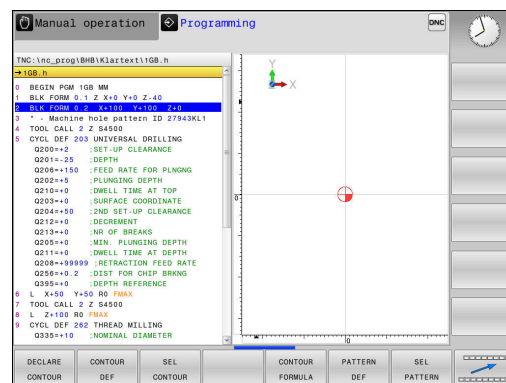 Manual operation
Programming
DNC
TNC:\nc_prog\BHB\Klartext\1GB.h
→1GB.h
0 BEGIN PGM 1GB MM
1 BLK FORM 0.1 Z X+0 Y+0 Z-40
2 BLK FORM 0.2 X+100 Y+100 Z+0
3 * - Machine hole pattern ID 27943KL1
4 TOOL CALL 2 Z S4500
5 CYCL DEF 203 UNIVERSAL DRILLING
Q200=+2 ;SET-UP CLEARANCE
Q201=-25 ;DEPTH
Q206=+150 ;FEED RATE FOR PLNGNG
Q202=+5 ;PLUNGING DEPTH
Q210=+0 ;DWELL TIME AT TOP
Q203=+0 ;SURFACE COORDINATE
Q204=+50 ;2ND SET-UP CLEARANCE
Q212=+0 ;DECREMENT
Q213=+0 ;NR OF BREAKS
Q205=+0 ;MIN. PLUNGING DEPTH
Q211=+0 ;DWELL TIME AT DEPTH
Q208=+99999 ;RETRACTION FEED RATE
Q256=+0.2 ;DIST FOR CHIP BRKNG
Q395=+0 ;DEPTH REFERENCE
6 L X+50 Y+50 R0 FMAX
7 TOOL CALL 2 Z S4500
8 L Z+100 R0 FMAX
9 CYCL DEF 262 THREAD MILLING
Q335=+10 ;NOMINAL DIAMETER
Y
X
0
0
DECLARE CONTOUR
CONTOUR DEF
SEL CONTOUR
CONTOUR FORMULA
PATTERN DEF
SEL PATTERN